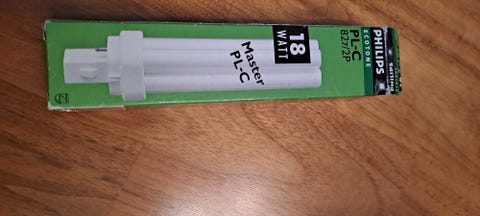 PHILIPS
ECOTONE
PL-C
827/2P
18
WATT
Master
PL-C